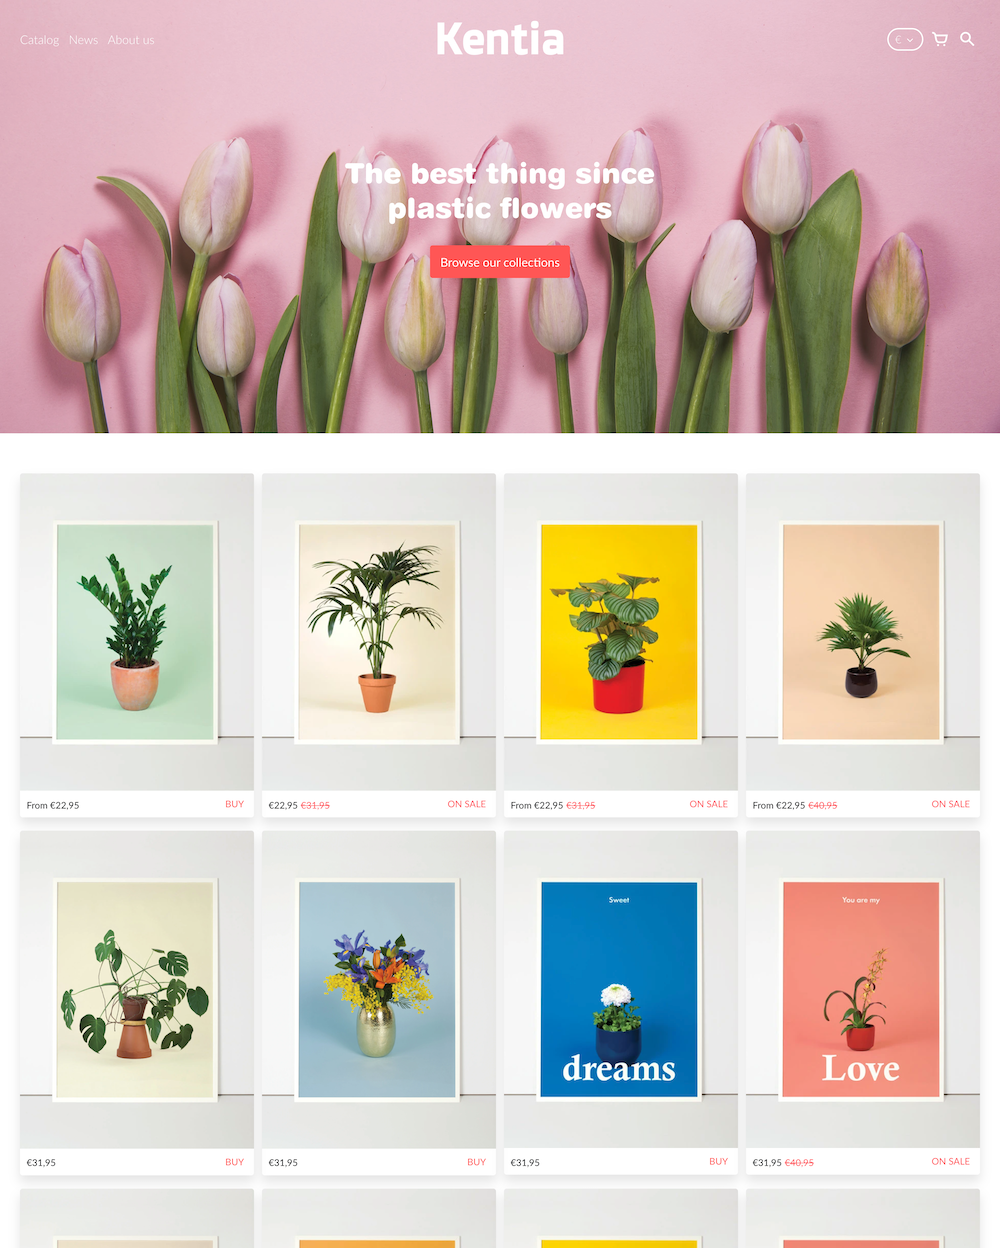 Catalog News About us
Kentia
€
The best thing since
plastic flowers
Browse our collections
From €22,95 BUY
€22,95 €31,95 ON SALE
From €22,95 €31,95 ON SALE
From €22,95 €40,95 ON SALE
Sweet
dreams
You are my
Love
€31,95 BUY
€31,95 BUY
€31,95 BUY
€31,95 €40,95 ON SALE